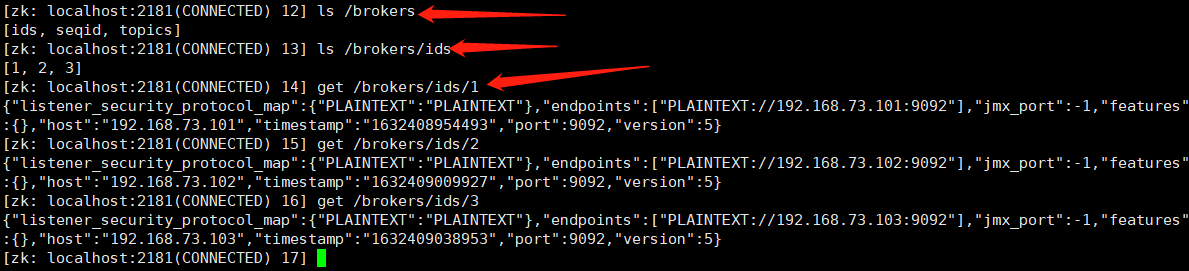 [zk: localhost:2181(CONNECTED) 12] ls /brokers
[ids, seqid, topics]
[zk: localhost:2181(CONNECTED) 13] ls /brokers/ids
[1, 2, 3]
[zk: localhost:2181(CONNECTED) 14] get /brokers/ids/1
{"listener_security_protocol_map":{"PLAINTEXT":"PLAINTEXT"},"endpoints":["PLAINTEXT://192.168.73.101:9092"],"jmx_port":-1,"features"
:{},"host":"192.168.73.101","timestamp":"1632408954493","port":9092,"version":5}
[zk: localhost:2181(CONNECTED) 15] get /brokers/ids/2
{"listener_security_protocol_map":{"PLAINTEXT":"PLAINTEXT"},"endpoints":["PLAINTEXT://192.168.73.102:9092"],"jmx_port":-1,"features"
:{},"host":"192.168.73.102","timestamp":"1632409009927","port":9092,"version":5}
[zk: localhost:2181(CONNECTED) 16] get /brokers/ids/3
{"listener_security_protocol_map":{"PLAINTEXT":"PLAINTEXT"},"endpoints":["PLAINTEXT://192.168.73.103:9092"],"jmx_port":-1,"features"
:{},"host":"192.168.73.103","timestamp":"1632409038953","port":9092,"version":5}
[zk: localhost:2181(CONNECTED) 17]